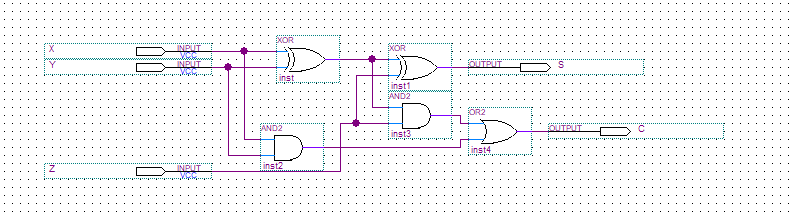 XOR
XOR
X INPUT
VCC
Y INPUT
VCC
OUTPUT S
inst
inst1
AND2
OR2
AND2
inst3
OUTPUT C
inst4
inst2
Z INPUT
VCC